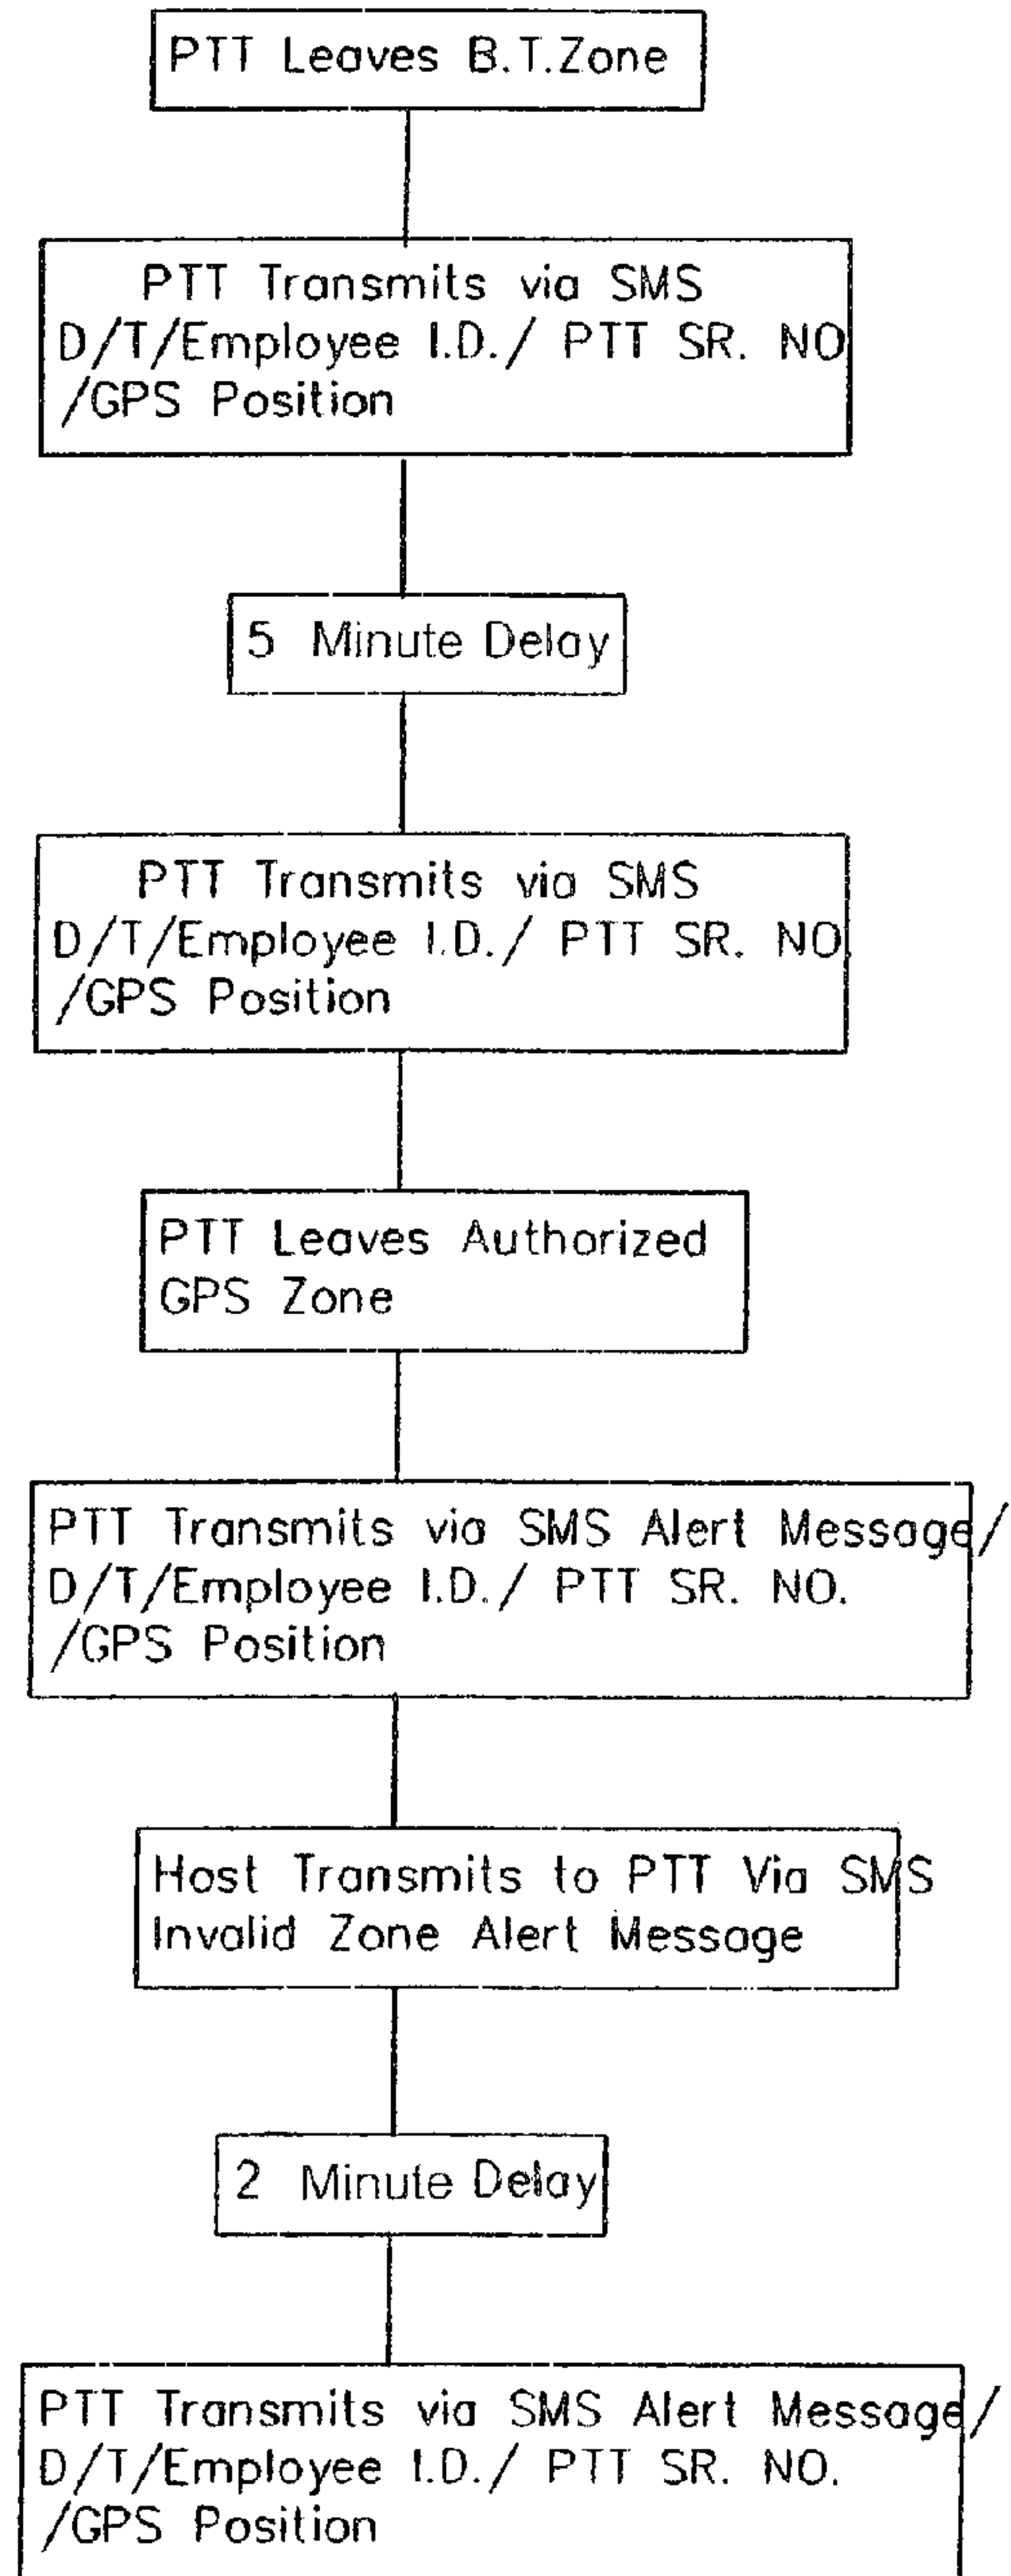 PTT Leaves B.T.Zone
PTT Transmits via SMS
D/T/Employee I.D./ PTT SR. NO
/GPS Position
5 Minute Delay
PTT Transmits via SMS
D/T/Employee I.D./ PTT SR. NO
/GPS Position
PTT Leaves Authorized
GPS Zone
PTT Transmits via SMS Alert Message/
D/T/Employee I.D./ PTT SR. NO.
/GPS Position
Host Transmits to PTT Via SMS
Invalid Zone Alert Message
2 Minute Delay
PTT Transmits via SMS Alert Message/
D/T/Employee I.D./ PTT SR. NO.
/GPS Position